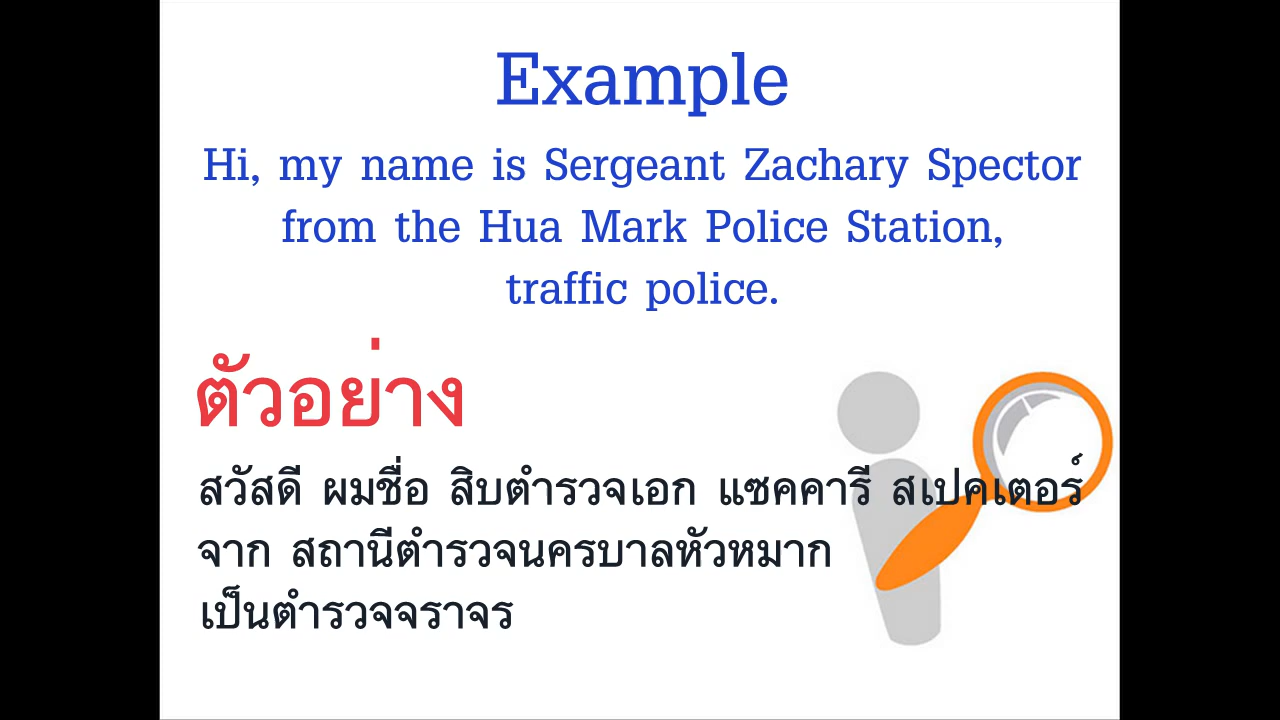 Example
Hi, my name is Sergeant Zachary Spector
from the Hua Mark Police Station,
traffic police.
ตัวอย่าง
สวัสดี ผมชื่อ สิบตำรวจเอก แซคคารี สเปคเตอร์
จาก สถานีตำรวจนครบาลหัวหมาก
เป็นตำรวจจราจร